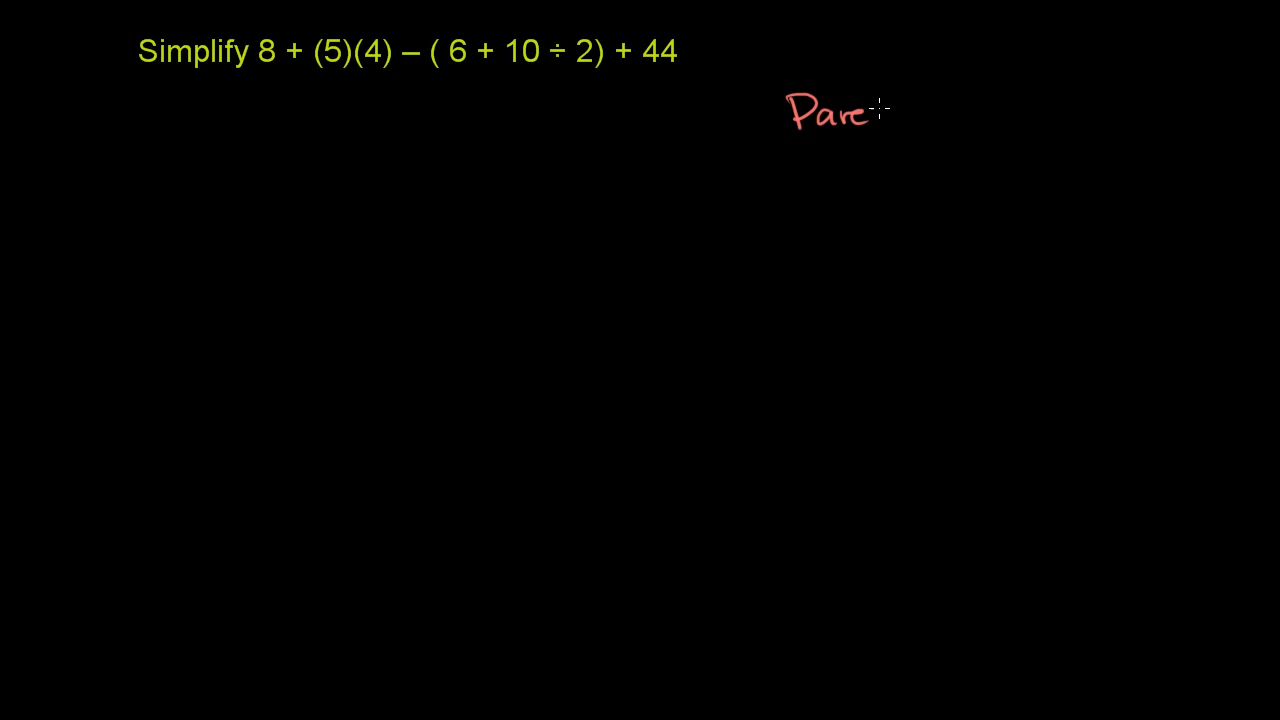 Simplify 8 + (5)(4) – ( 6 + 10 ÷ 2) + 44
Pare